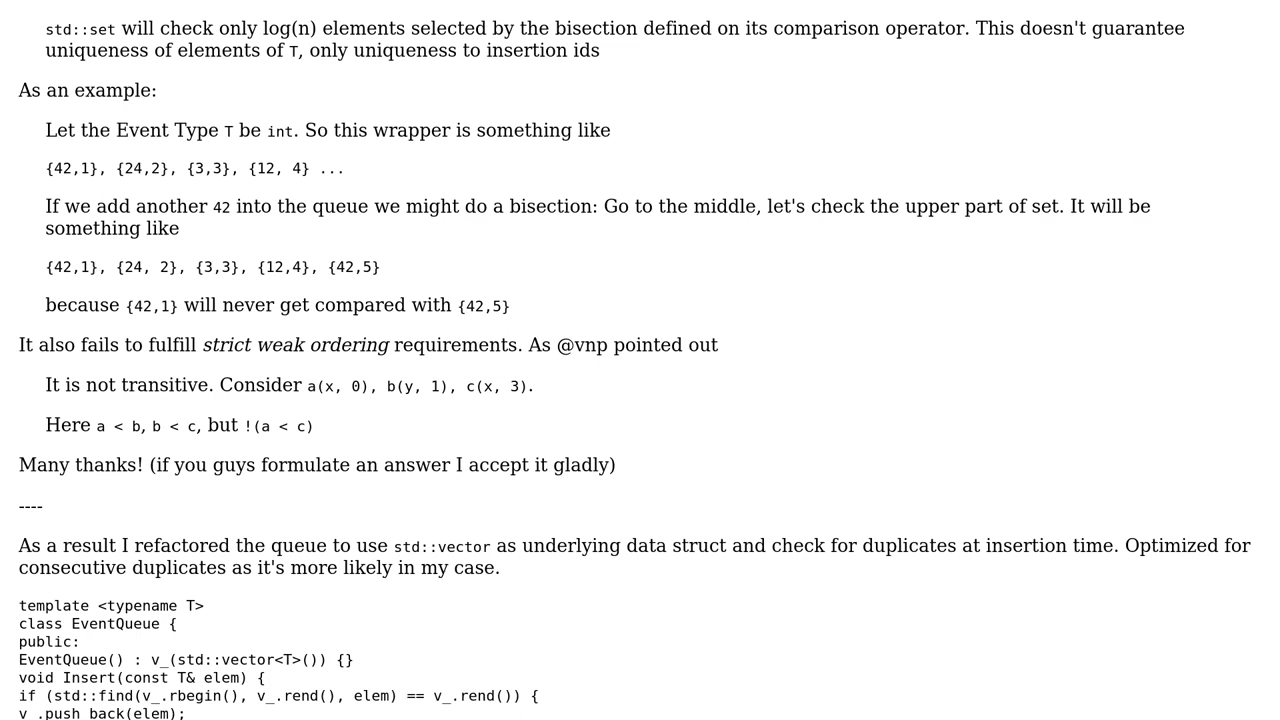 std::set will check only log(n) elements selected by the bisection defined on its comparison operator. This doesn't guarantee
uniqueness of elements of T, only uniqueness to insertion ids
As an example:
Let the Event Type T be int. So this wrapper is something like
{42,1}, {24,2}, {3,3}, {12, 4} ...
If we add another 42 into the queue we might do a bisection: Go to the middle, let's check the upper part of set. It will be
something like
{42,1}, {24, 2}, {3,3}, {12,4}, {42,5}
because {42,1} will never get compared with {42,5}
It also fails to fulfill strict weak ordering requirements. As @vnp pointed out
It is not transitive. Consider a(x, 0), b(y, 1), c(x, 3).
Here a < b, b < c, but !(a < c)
Many thanks! (if you guys formulate an answer I accept it gladly)
----
As a result I refactored the queue to use std::vector as underlying data struct and check for duplicates at insertion time. Optimized for
consecutive duplicates as it's more likely in my case.
template <typename T>
class EventQueue {
public:
EventQueue() : v_(std::vector<T>()) {}
void Insert(const T& elem) {
if (std::find(v_.rbegin(), v_.rend(), elem) == v_.rend()) {
v_.push_back(elem);